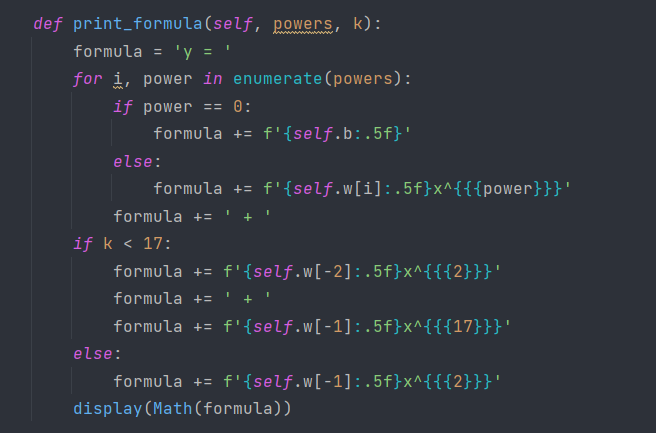 def print_formula(self, powers, k):
    formula = 'y = '
    for i, power in enumerate(powers):
        if power == 0:
            formula += f'{self.b:.5f}'
        else:
            formula += f'{self.w[i]:.5f}x^{{{power}}}'
        formula += ' + '
    if k < 17:
        formula += f'{self.w[-2]:.5f}x^{{{2}}}'
        formula += ' + '
        formula += f'{self.w[-1]:.5f}x^{{{17}}}'
    else:
        formula += f'{self.w[-1]:.5f}x^{{{2}}}'
    display(Math(formula))